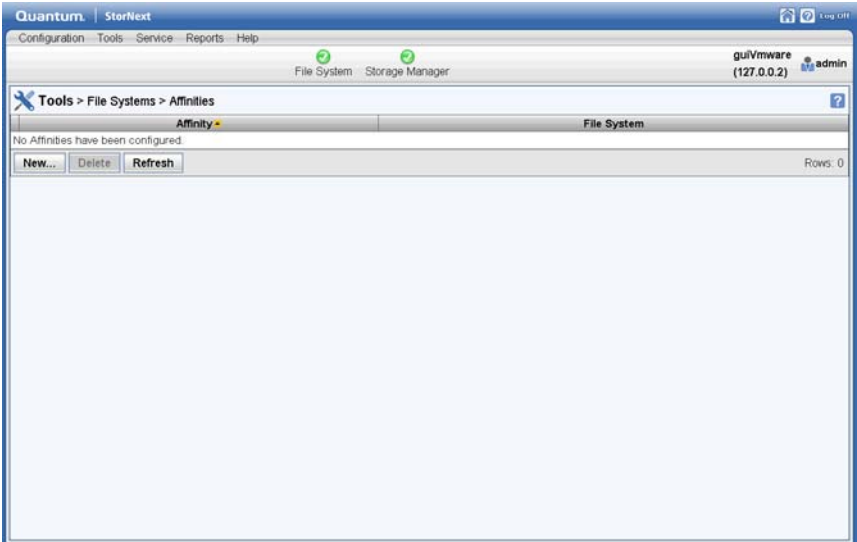 Quantum. StorNext Log Off
Configuration Tools Service Reports Help
File System Storage Manager
guiVmware
(127.0.0.2)
admin
Tools > File Systems > Affinities
Affinity File System
No Affinities have been configured.
New... Delete Refresh Rows: 0